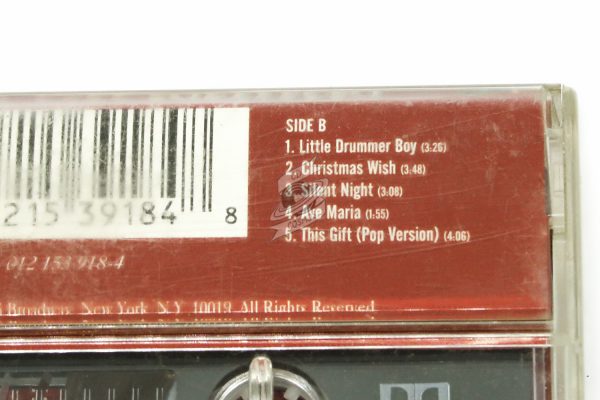 SIDE B
1. Little Drummer Boy (3:26)
2. Christmas Wish (3:48)
3. Silent Night (3:08)
4. Ave Maria (1:55)
5. This Gift (Pop Version) (4:06)
215 39184 8
012 153 918-4
Broadway, New York, N.Y. 10019. All Rights Reserved.